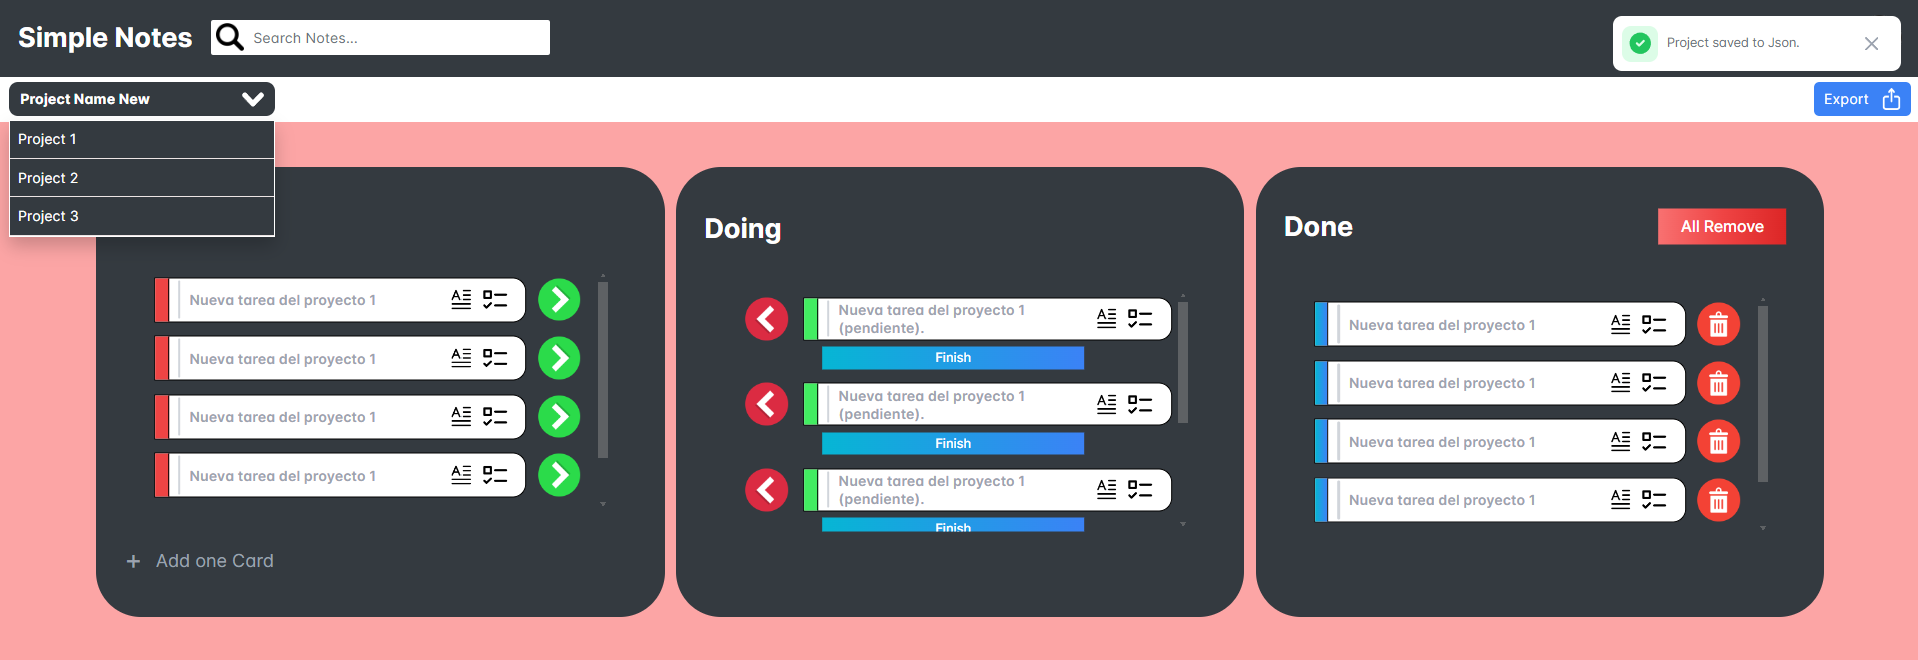 Simple Notes
Search Notes...
Project saved to Json.
Project Name New
Export
Project 1
Project 2
Project 3
Nueva tarea del proyecto 1
Nueva tarea del proyecto 1
Nueva tarea del proyecto 1
Nueva tarea del proyecto 1
+ Add one Card
Doing
Nueva tarea del proyecto 1
(pendiente).
Finish
Nueva tarea del proyecto 1
(pendiente).
Finish
Nueva tarea del proyecto 1
(pendiente).
Finish
Done
All Remove
Nueva tarea del proyecto 1
Nueva tarea del proyecto 1
Nueva tarea del proyecto 1
Nueva tarea del proyecto 1